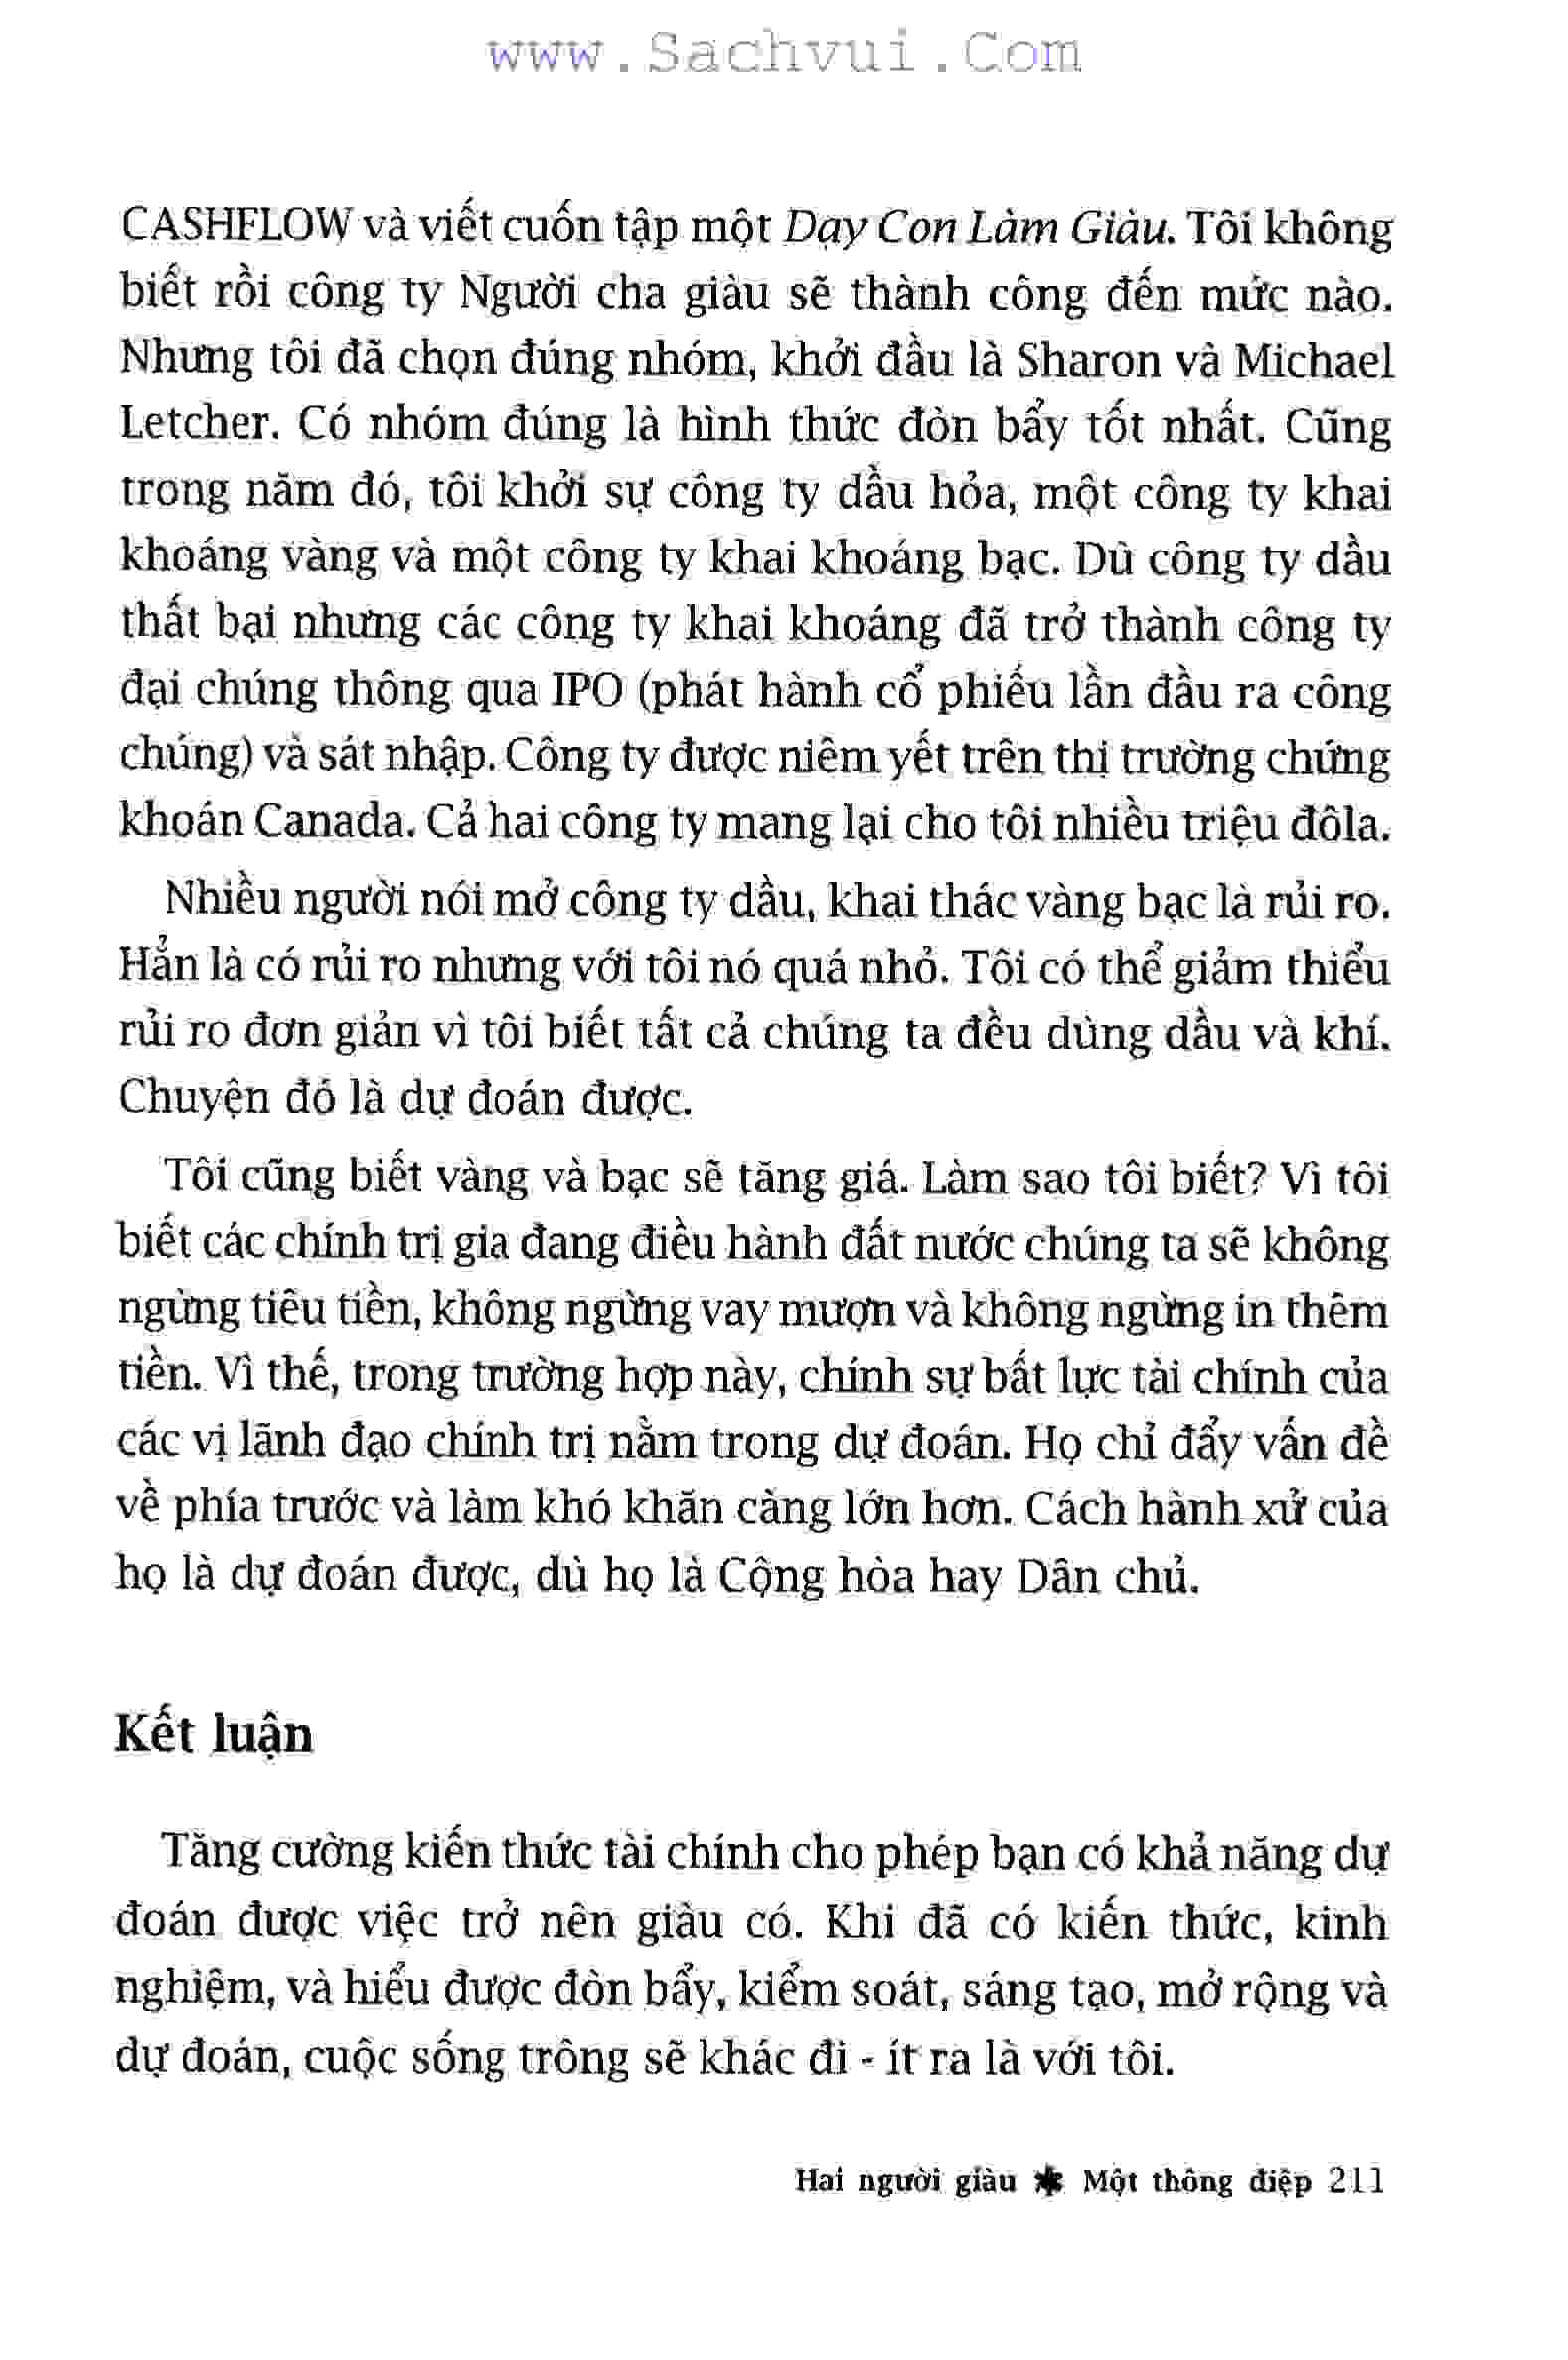 www.Sachvui.Com
CASHFLOW và viết cuốn tập một Dạy Con Làm Giàu. Tôi không
biết rồi công ty Người cha giàu sẽ thành công đến mức nào.
Nhưng tôi đã chọn đúng nhóm, khởi đầu là Sharon và Michael
Letcher. Có nhóm đúng là hình thức đòn bẩy tốt nhất. Cũng
trong năm đó, tôi khởi sự công ty dầu hỏa, một công ty khai
khoáng vàng và một công ty khai khoáng bạc. Dù công ty dầu
thất bại nhưng các công ty khai khoáng đã trở thành công ty
đại chúng thông qua IPO (phát hành cổ phiếu lần đầu ra công
chúng) và sát nhập. Công ty được niêm yết trên thị trường chứng
khoán Canada. Cả hai công ty mang lại cho tôi nhiều triệu đôla.
Nhiều người nói mở công ty dầu, khai thác vàng bạc là rủi ro.
Hẳn là có rủi ro nhưng với tôi nó quá nhỏ. Tôi có thể giảm thiểu
rủi ro đơn giản vì tôi biết tất cả chúng ta đều dùng dầu và khí.
Chuyện đó là dự đoán được.
Tôi cũng biết vàng và bạc sẽ tăng giá. Làm sao tôi biết? Vì tôi
biết các chính trị gia đang điều hành đất nước chúng ta sẽ không
ngừng tiêu tiền, không ngừng vay mượn và không ngừng in thêm
tiền. Vì thế, trong trường hợp này, chính sự bất lực tài chính của
các vị lãnh đạo chính trị nằm trong dự đoán. Họ chỉ đẩy vấn đề
về phía trước và làm khó khăn càng lớn hơn. Cách hành xử của
họ là dự đoán được, dù họ là Cộng hòa hay Dân chủ.
Kết luận
Tăng cường kiến thức tài chính cho phép bạn có khả năng dự
đoán được việc trở nên giàu có. Khi đã có kiến thức, kinh
nghiệm, và hiểu được đòn bẩy, kiểm soát, sáng tạo, mở rộng và
dự đoán, cuộc sống trông sẽ khác đi - ít ra là với tôi.
Hai người giàu ✱ Một thông điệp 211